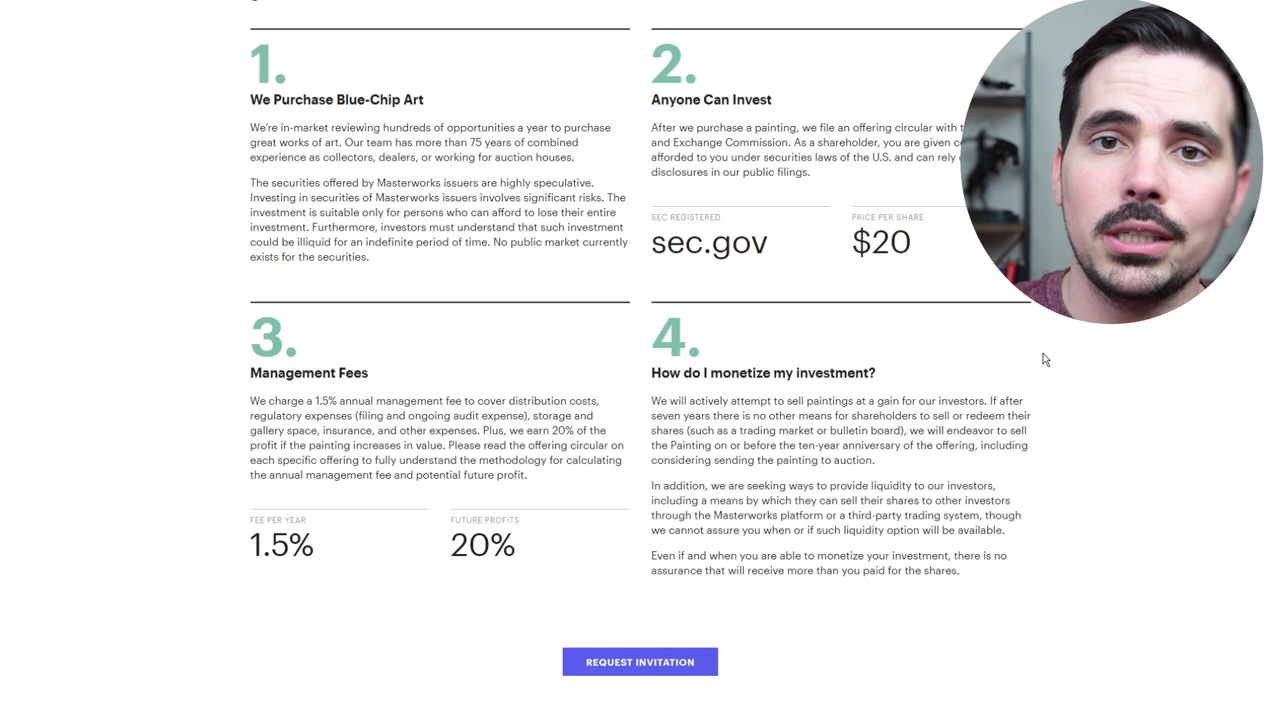 1.
We Purchase Blue-Chip Art
We're in-market reviewing hundreds of opportunities a year to purchase
great works of art. Our team has more than 75 years of combined
experience as collectors, dealers, or working for auction houses.
The securities offered by Masterworks issuers are highly speculative.
Investing in securities of Masterworks issuers involves significant risks. The
investment is suitable only for persons who can afford to lose their entire
investment. Furthermore, investors must understand that such investment
could be illiquid for an indefinite period of time. No public market currently
exists for the securities.
2.
Anyone Can Invest
After we purchase a painting, we file an offering circular with
and Exchange Commission. As a shareholder, you are given
afforded to you under securities laws of the U.S. and can rely
disclosures in our public filings.
SEC REGISTERED
sec.gov
PRICE PER SHARE
$20
3.
Management Fees
We charge a 1.5% annual management fee to cover distribution costs,
regulatory expenses (filing and ongoing audit expense), storage and
gallery space, insurance, and other expenses. Plus, we earn 20% of the
profit if the painting increases in value. Please read the offering circular on
each specific offering to fully understand the methodology for calculating
the annual management fee and potential future profit.
FEE PER YEAR
1.5%
FUTURE PROFITS
20%
4.
How do I monetize my investment?
We will actively attempt to sell paintings at a gain for our investors. If after
seven years there is no other means for shareholders to sell or redeem their
shares (such as a trading market or bulletin board), we will endeavor to sell
the Painting on or before the ten-year anniversary of the offering, including
considering sending the painting to auction.
In addition, we are seeking ways to provide liquidity to our investors,
including a means by which they can sell their shares to other investors
through the Masterworks platform or a third-party trading system, though
we cannot assure you when or if such liquidity option will be available.
Even if and when you are able to monetize your investment, there is no
assurance that will receive more than you paid for the shares.
REQUEST INVITATION